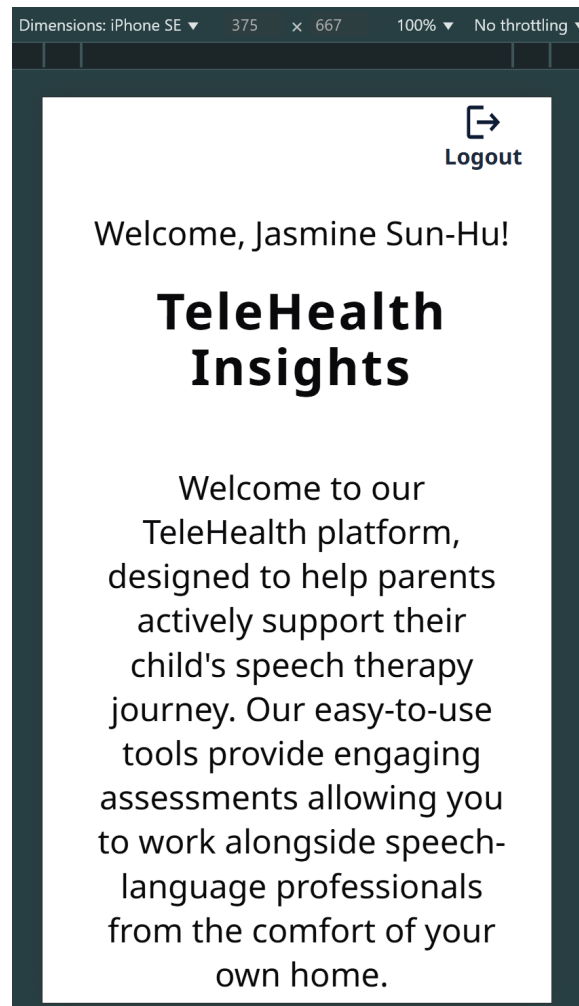 Dimensions: iPhone SE ▼ 375 × 667 100% ▼ No throttling
Logout
Welcome, Jasmine Sun-Hu!
TeleHealth
Insights
Welcome to our
TeleHealth platform,
designed to help parents
actively support their
child's speech therapy
journey. Our easy-to-use
tools provide engaging
assessments allowing you
to work alongside speech-
language professionals
from the comfort of your
own home.